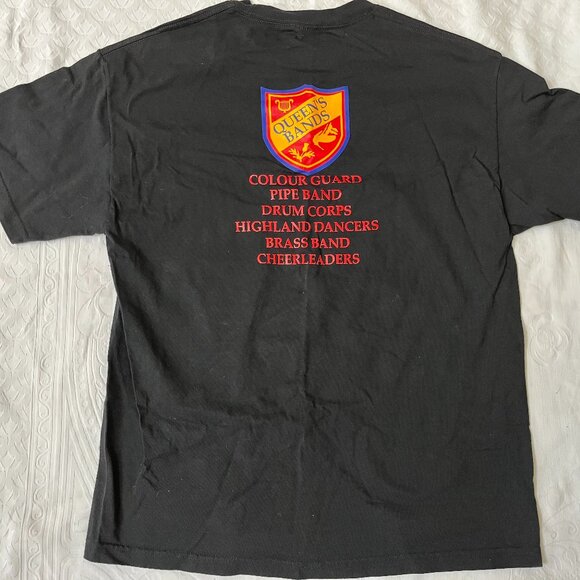 QUEEN'S
BANDS
COLOUR GUARD
PIPE BAND
DRUM CORPS
HIGHLAND DANCERS
BRASS BAND
CHEERLEADERS